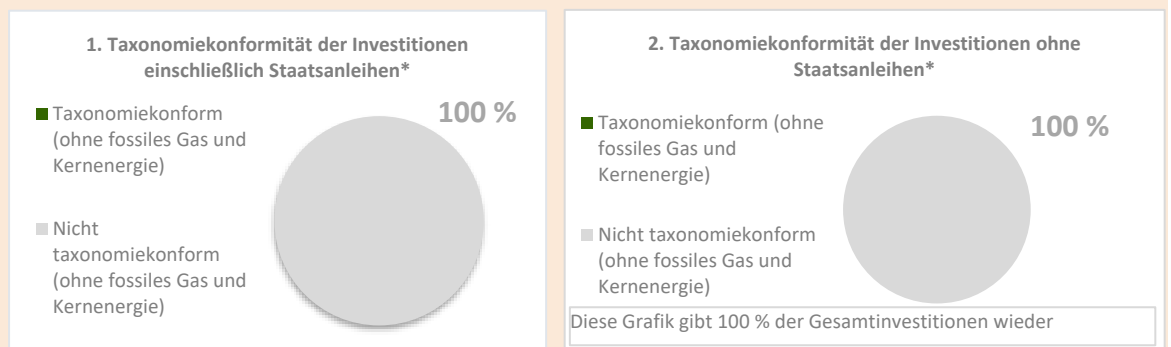 1. Taxonomiekonformität der Investitionen
einschließlich Staatsanleihen*
Taxonomiekonform
(ohne fossiles Gas und
Kernenergie)
Nicht
taxonomiekonform
(ohne fossiles Gas und
Kernenergie)
100 %
2. Taxonomiekonformität der Investitionen ohne
Staatsanleihen*
Taxonomiekonform (ohne
fossiles Gas und
Kernenergie)
Nicht taxonomiekonform
(ohne fossiles Gas und
Kernenergie)
100 %
Diese Grafik gibt 100 % der Gesamtinvestitionen wieder